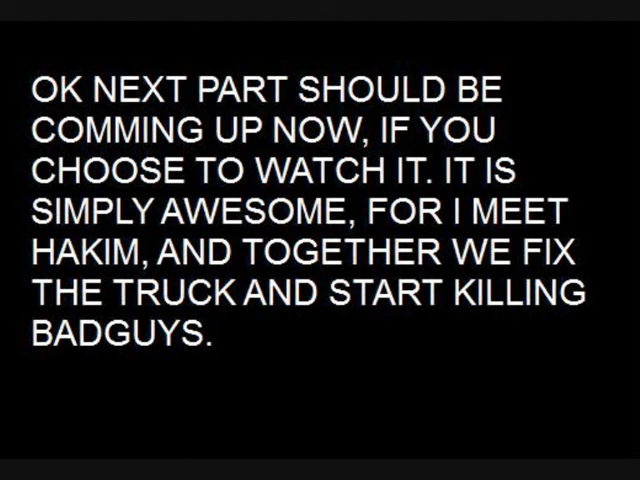 OK NEXT PART SHOULD BE
COMMING UP NOW, IF YOU
CHOOSE TO WATCH IT. IT IS
SIMPLY AWESOME, FOR I MEET
HAKIM, AND TOGETHER WE FIX
THE TRUCK AND START KILLING
BADGUYS.